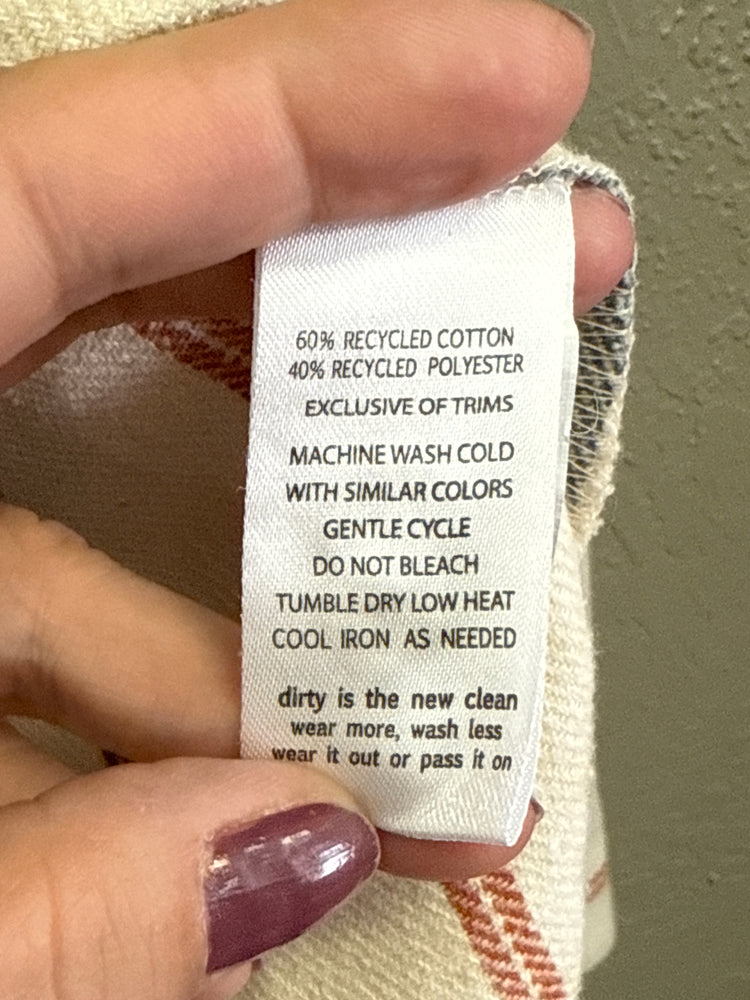 60% RECYCLED COTTON
40% RECYCLED POLYESTER
EXCLUSIVE OF TRIMS
MACHINE WASH COLD
WITH SIMILAR COLORS
GENTLE CYCLE
DO NOT BLEACH
TUMBLE DRY LOW HEAT
COOL IRON AS NEEDED
dirty is the new clean
wear more, wash less
wear it out or pass it on